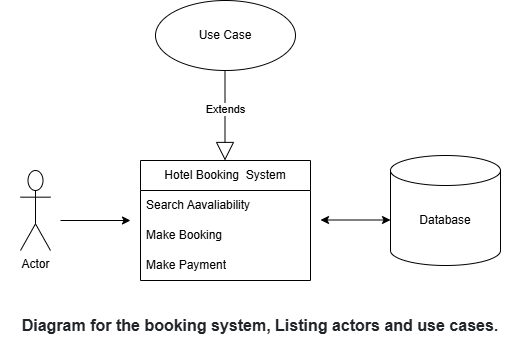 Use Case
Extends
Hotel Booking System
Search Aavaliability
Make Booking
Make Payment
Database
Actor
Diagram for the booking system, Listing actors and use cases.